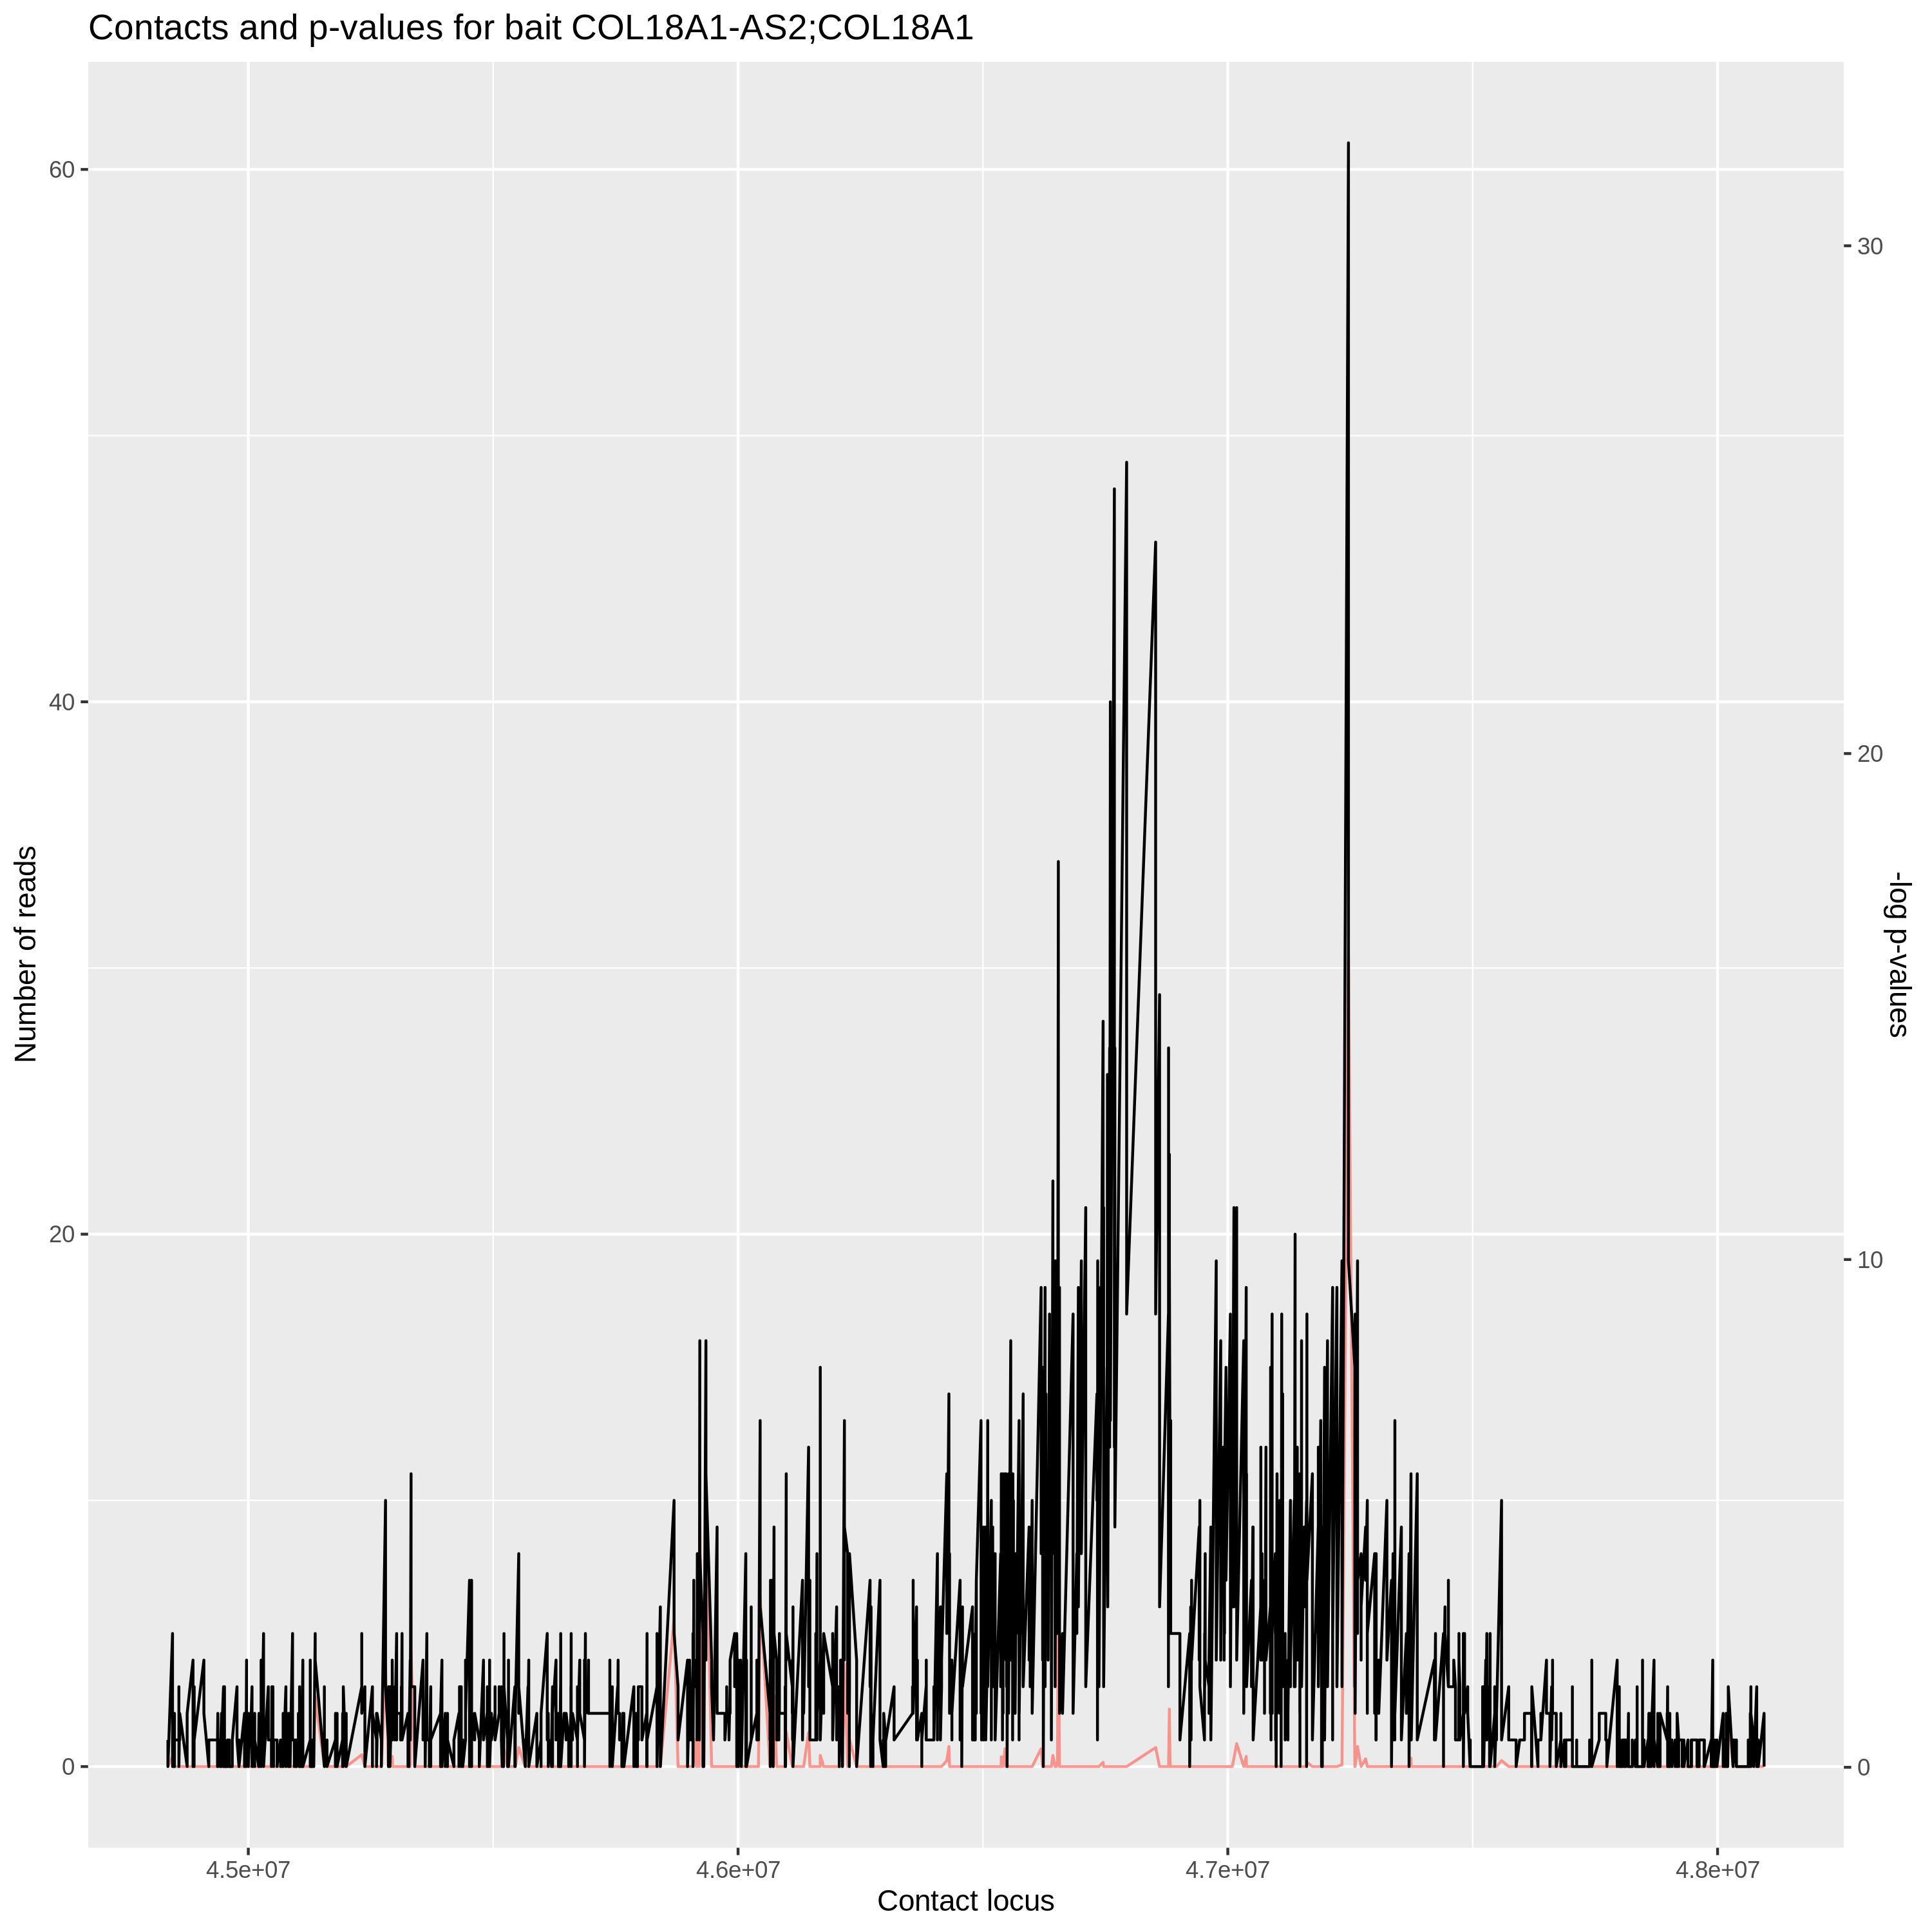 Contacts and p-values for bait COL18A1-AS2;COL18A1
60
40
20
0
Number of reads
30
20
10
0
-log p-values
4.5e+07
4.6e+07
4.7e+07
4.8e+07
Contact locus